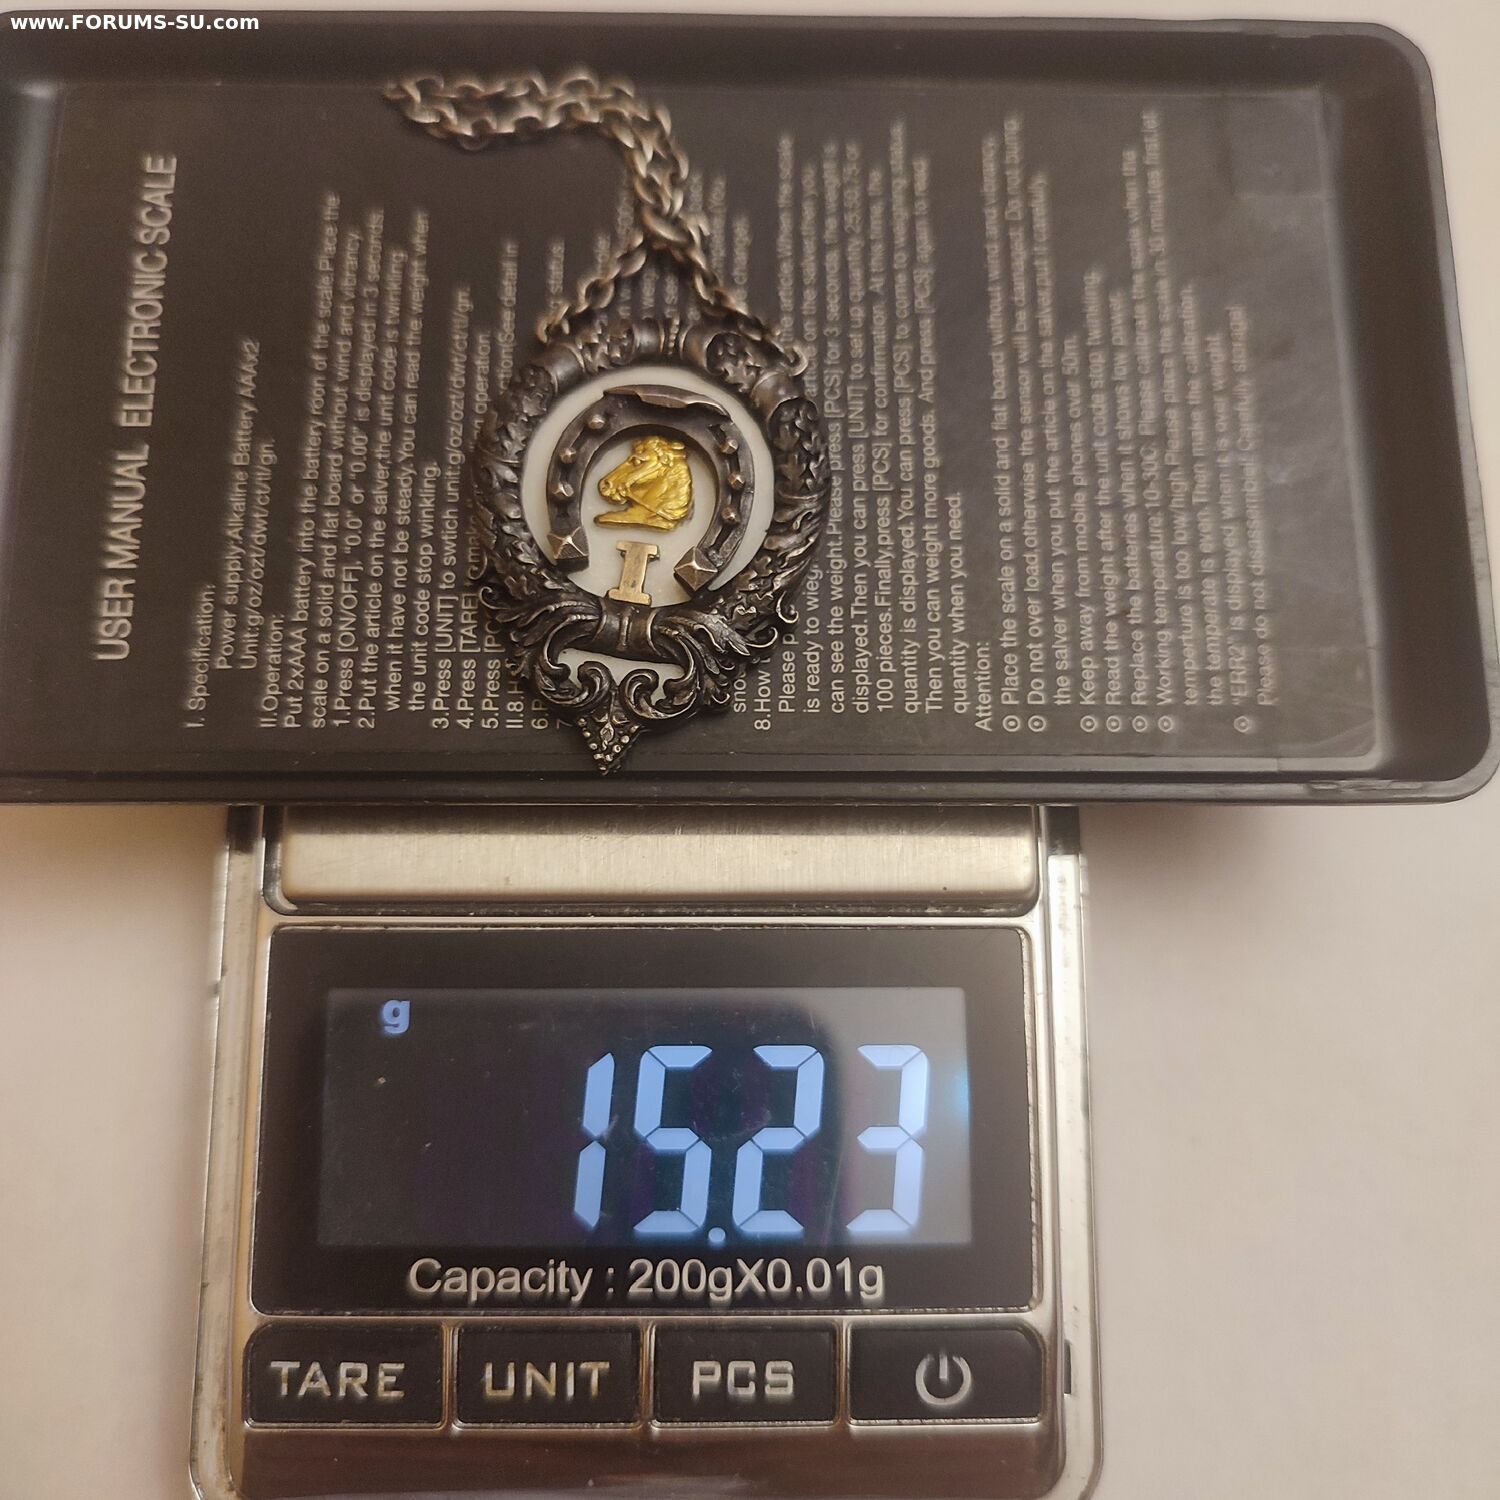 www.FORUMS-SU.com
USER MANUAL ELECTRONIC SCALE
I. Specification:
Power supply:Alkaline Battery AAAx2
Unit:g/oz/ozt/dwt/ct/tl/gn.
II.Operation:
Put 2xAAA battery into the battery room of the scale Place the
scale on a solid and flat board without wind and vibrancy.
1.Press [ON/OFF], "0.0" or "0.00" is displayed in 3 seconds.
2.Put the article on the salver,the unit code is twinling
when it have not be steady.You can read the weight when
the unit code stop winkling.
3.Press [UNIT] to switch unit:g/oz/ozt/dwt/ct/tl/gr.
4.Press [TARE]
operation
5.Press
8.How
Please
is ready to
can see the weight.Please press [PCS] for 3 seconds, the weight is
displayed.Then you can press [UNIT] to set up quantity 25.50.75 or
100 pieces.Finally,press [PCS] for confirmation. At this time, the
quantity is displayed.You can press [PCS] to come to weighing state,
Then you can weight more goods. And press [PCS] again to read
quantity when you need.
Attention:
Place the scale on a solid and flat board without wind and vibrancy.
Do not over load,otherwise the sensor will be damaged. Do not bump
the salver when you put the article on the salver,put it carefully.
Keep away from mobile phones over 50m.
Read the weight after the unit code stop twinling.
Replace the batteries when it shows low power.
Working temperature:10-30C. Please calibrate the scale when the
temperture is too low/high.Please place the scale in 30 minutes first let
the temperate is even. Then make the calibrate.
"ERR2" is displayed when it is over weight.
Please do not disassemble! Carefully storage!
I
g
15.23
Capacity : 200gX0.01g
TARE
UNIT
PCS